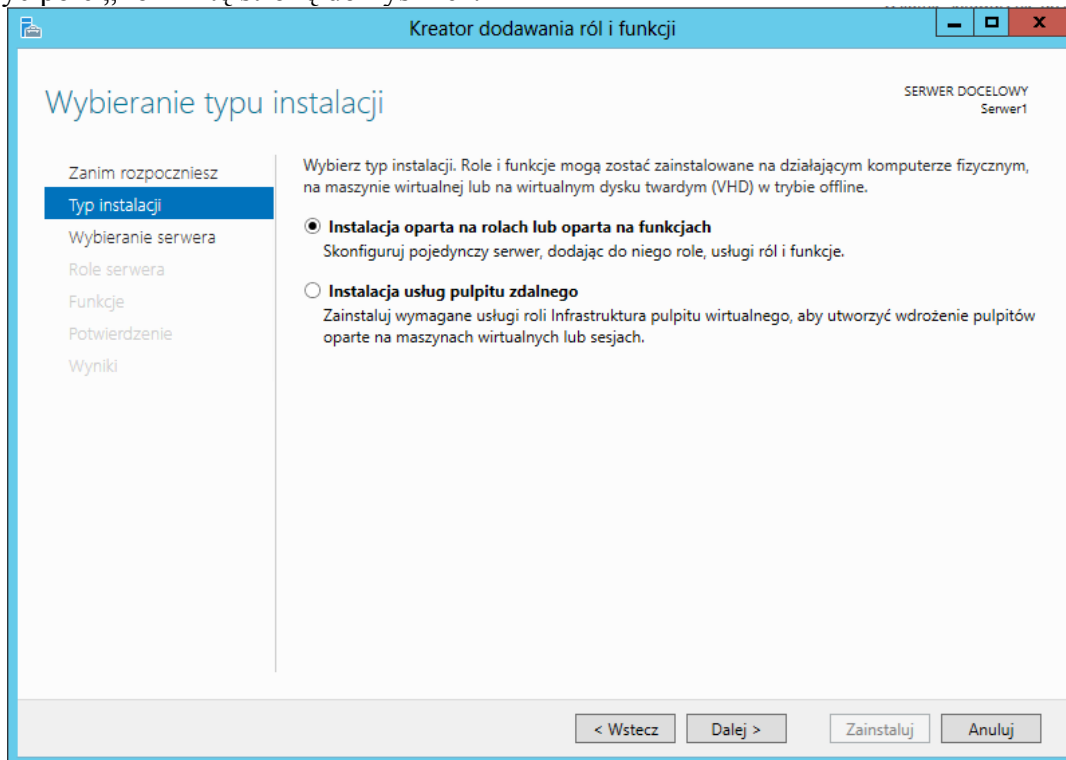 Kreator dodawania ról i funkcji
Wybieranie typu instalacji
SERWER DOCELOWY
Serwer1
Zanim rozpoczniesz
Typ instalacji
Wybieranie serwera
Role serwera
Funkcje
Potwierdzenie
Wyniki
Wybierz typ instalacji. Role i funkcje mogą zostać zainstalowane na działającym komputerze fizycznym,
na maszynie wirtualnej lub na wirtualnym dysku twardym (VHD) w trybie offline.
Instalacja oparta na rolach lub oparta na funkcjach
Skonfiguruj pojedynczy serwer, dodając do niego role, usługi ról i funkcje.
Instalacja usług pulpitu zdalnego
Zainstaluj wymagane usługi roli Infrastruktura pulpitu wirtualnego, aby utworzyć wdrożenie pulpitów
oparte na maszynach wirtualnych lub sesjach.
< Wstecz
Dalej >
Zainstaluj
Anuluj